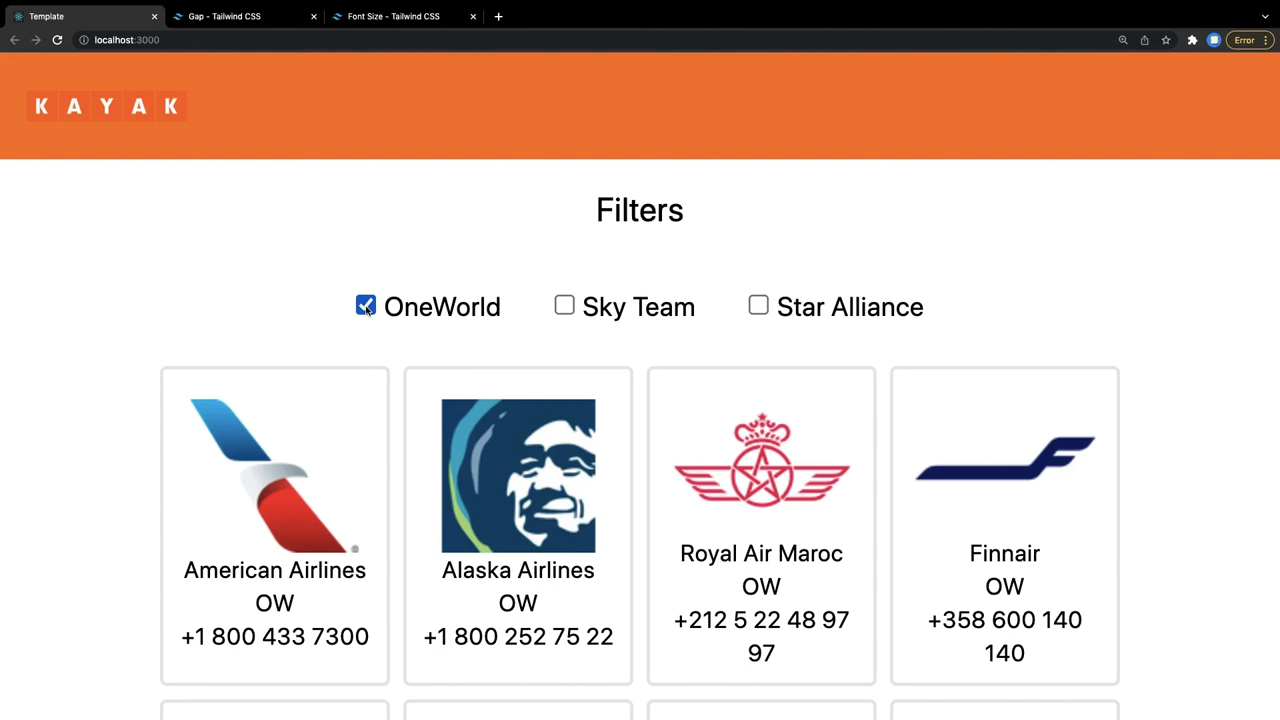 Template
Gap - Tailwind CSS
Font Size - Tailwind CSS
localhost:3000
Error
KAYAK
Filters
OneWorld
Sky Team
Star Alliance
American Airlines
OW
+1 800 433 7300
Alaska Airlines
OW
+1 800 252 75 22
Royal Air Maroc
OW
+212 5 22 48 97
97
Finnair
OW
+358 600 140
140